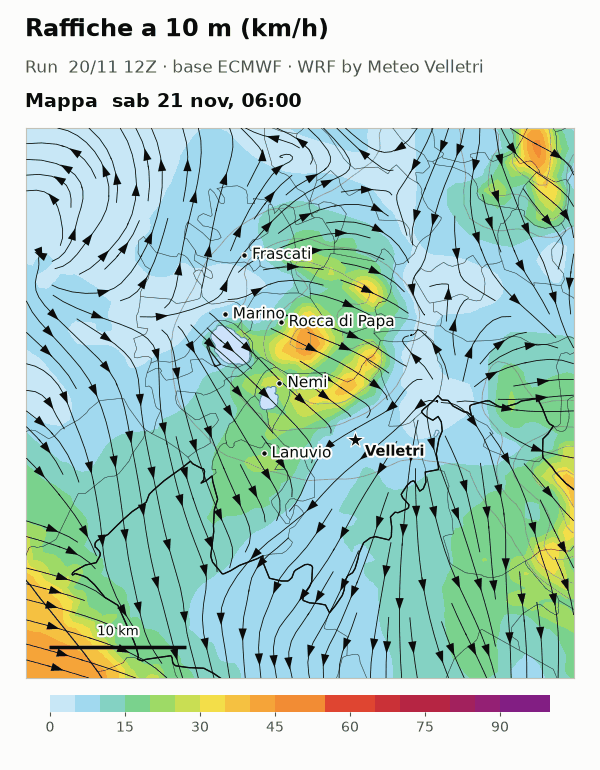 Raffiche a 10 m (km/h)
Run  20/11 12Z · base ECMWF · WRF by Meteo Velletri
Mappa  sab 21 nov, 06:00
Frascati
Marino
Rocca di Papa
Nemi
Velletri
Lanuvio
10 km
0 15 30 45 60 75 90